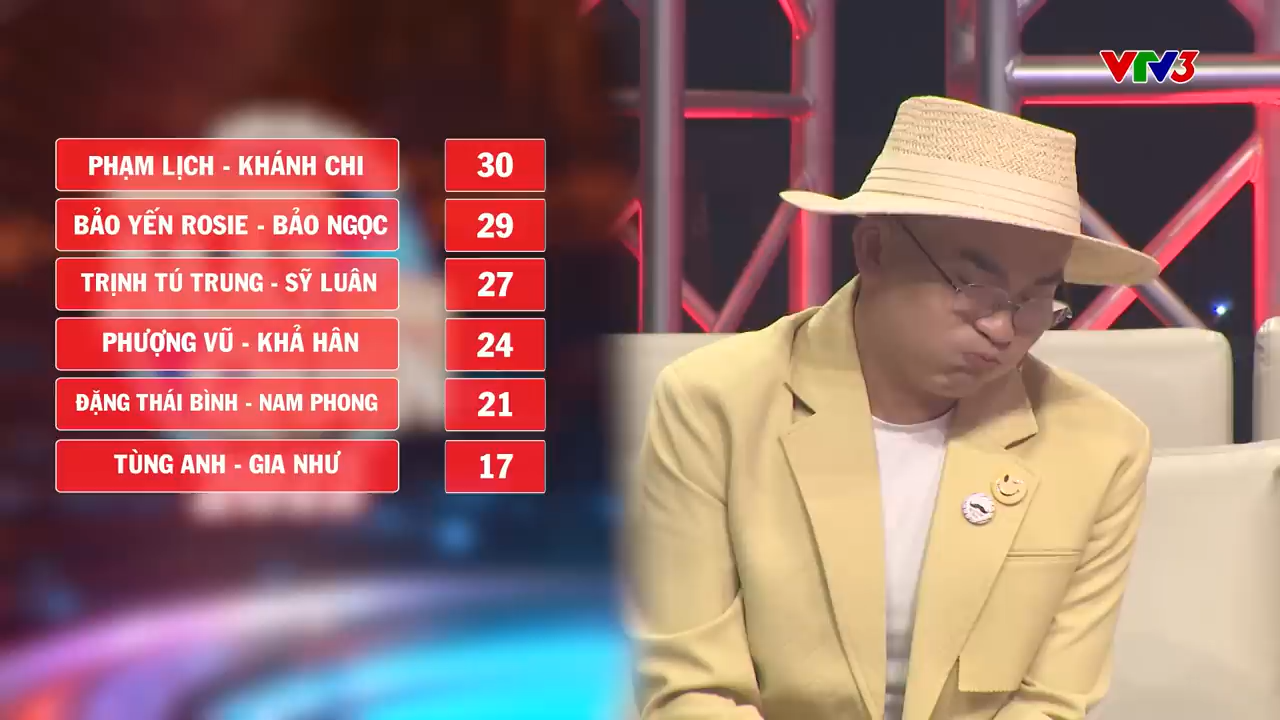 VTV3
PHẠM LỊCH - KHÁNH CHI 30
BẢO YẾN ROSIE - BẢO NGỌC 29
TRỊNH TÚ TRUNG - SỸ LUÂN 27
PHƯỢNG VŨ - KHẢ HÂN 24
ĐẶNG THÁI BÌNH - NAM PHONG 21
TÙNG ANH - GIA NHƯ 17